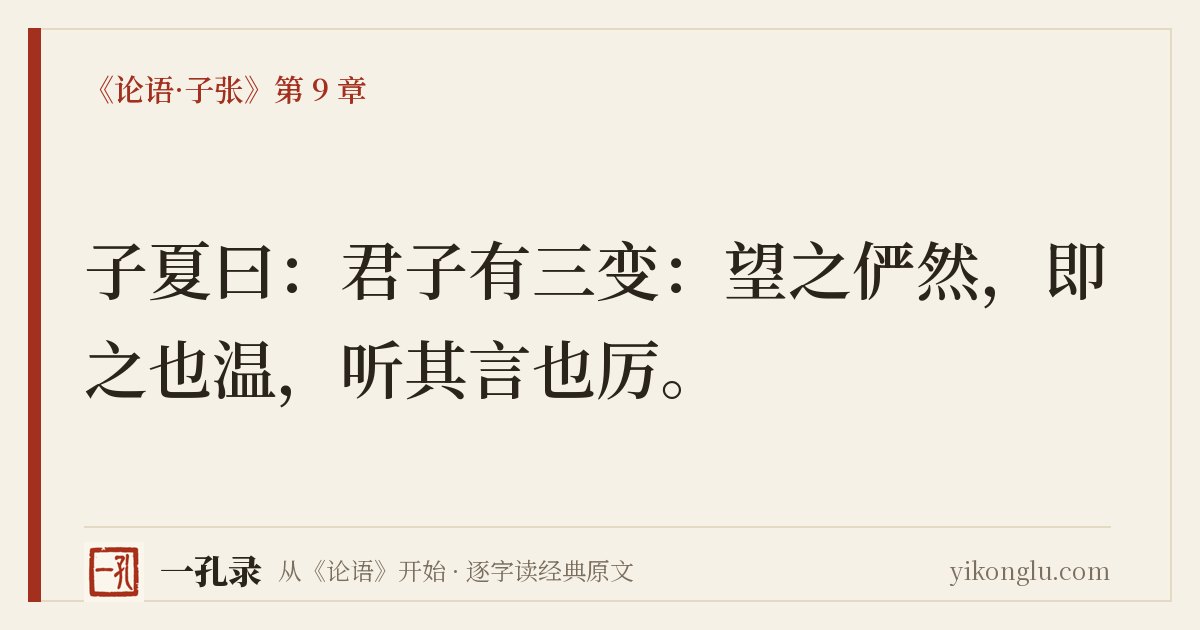 《论语·子张》第 9 章
子夏曰：君子有三变：望之俨然，即
之也温，听其言也厉。
一孔
一孔录 从《论语》开始 · 逐字读经典原文 yikonglu.com